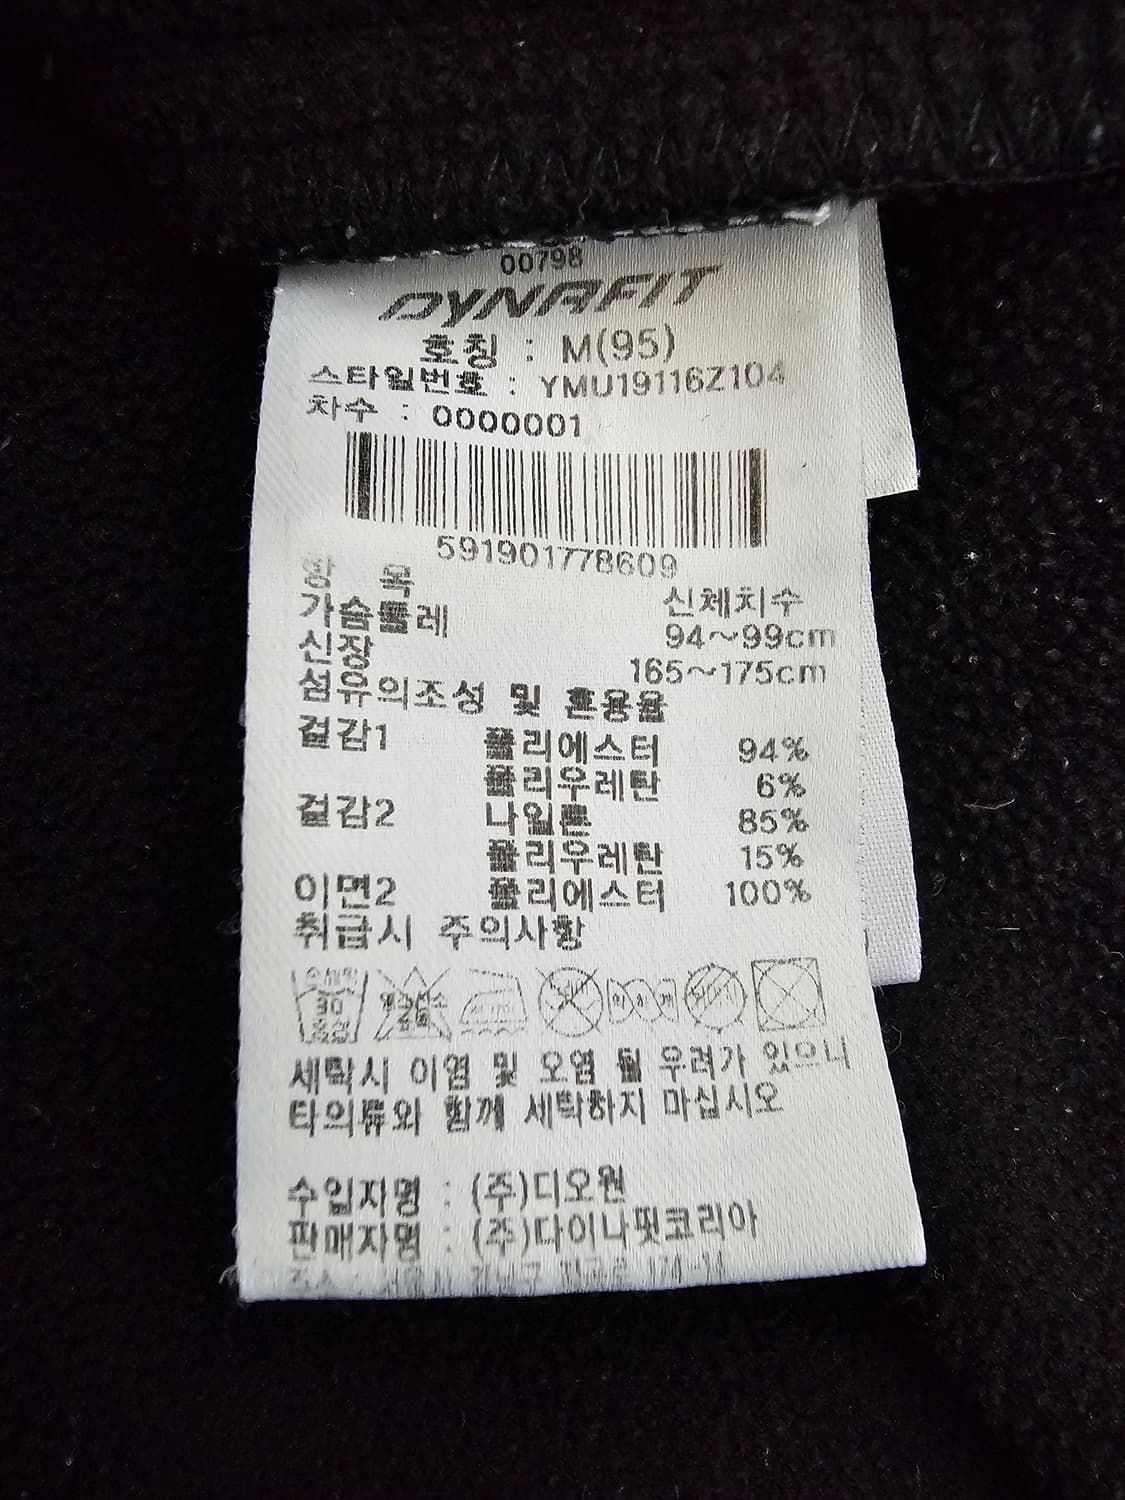 00798
DYNAFIT
호칭 : M(95)
스타일번호 : YMU19116Z104
차수 : 0000001
591901778609
항 목 신체치수
가슴둘레 94~99cm
신장 165~175cm
섬유의조성 및 혼용율
겉감1 폴리에스터 94%
폴리우레탄 6%
겉감2 나일론 85%
폴리우레탄 15%
이면2 폴리에스터 100%
취급시 주의사항
세탁시 이염 및 오염 될 우려가 있으니
타의류와 함께 세탁하지 마십시오
수입자명 : (주)디오원
판매자명 : (주)다이나핏코리아